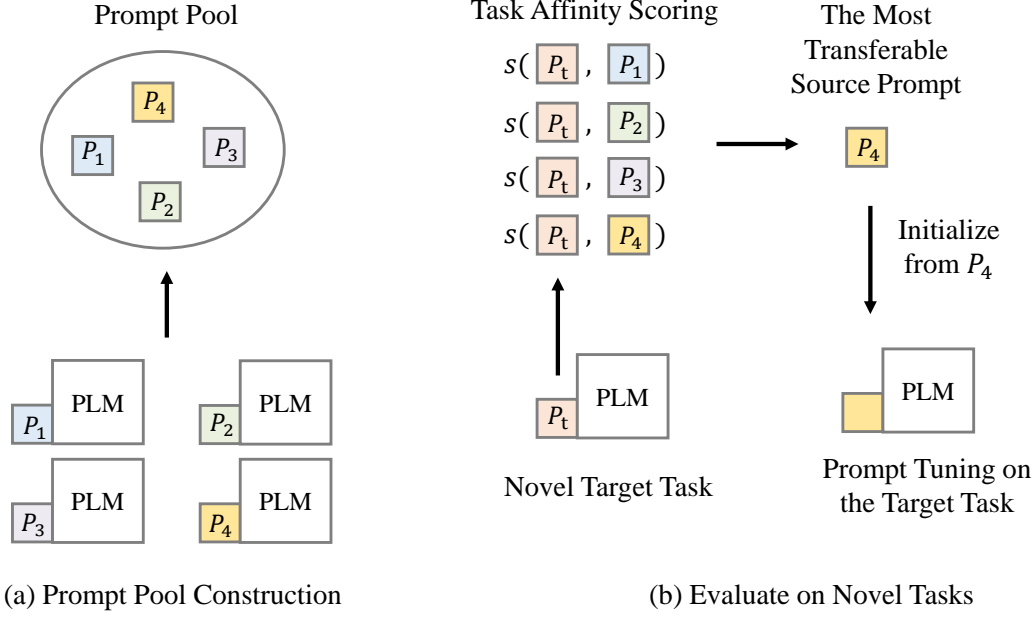 Prompt Pool
P4
P1
P3
P2
PLM
P1
PLM
P2
PLM
P3
PLM
P4
(a) Prompt Pool Construction
Task Affinity Scoring
s( Pt , P1 )
s( Pt , P2 )
s( Pt , P3 )
s( Pt , P4 )
PLM
Pt
Novel Target Task
The Most
Transferable
Source Prompt
P4
Initialize
from P4
PLM
Prompt Tuning on
the Target Task
(b) Evaluate on Novel Tasks